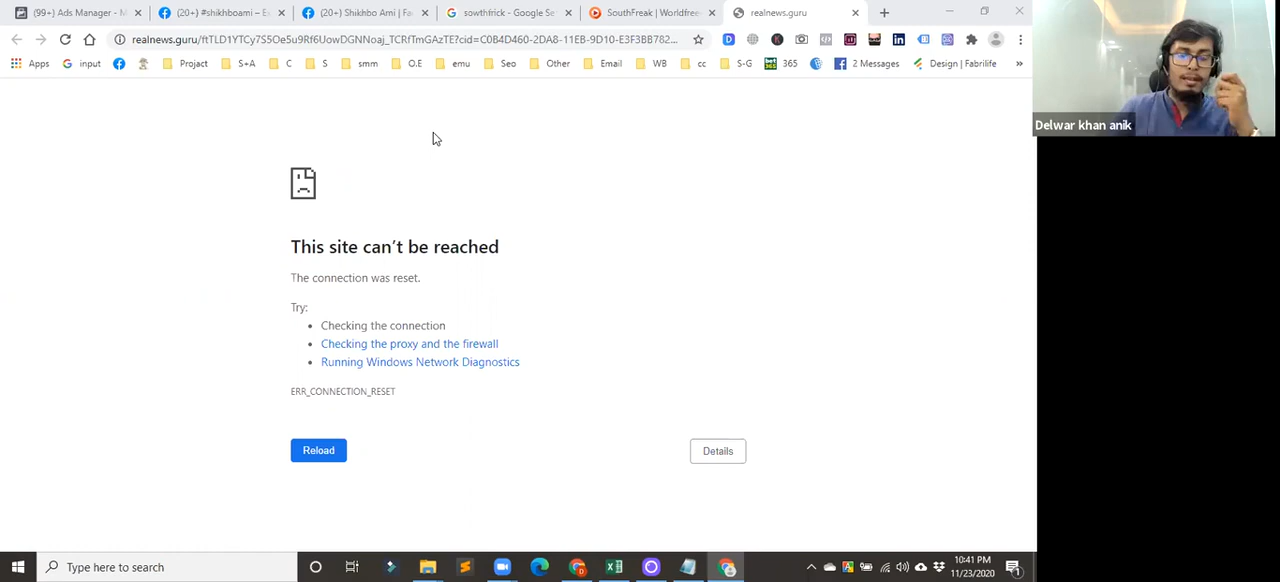 (99+) Ads Manager - M
(20+) #shikhboami – E
(20+) Shikhbo Ami | Fa
sowthtrick - Google Se
SouthFreak | Worldfree
realnews.guru
realnews.guru/ftTLD1YTCy7S5Oe5u9Rf6UowDGNNoaj_TCRfTmGAzTE?cid=C0B4D460-2DA8-11EB-9D10-E3F3BB782...
Apps input Project S+A C S smm O.E emu Seo Other Email WB cc S-G 365 2 Messages Design | Fabrilife »
Delwar khan anik
This site can't be reached
The connection was reset.
Try:
• Checking the connection
• Checking the proxy and the firewall
• Running Windows Network Diagnostics
ERR_CONNECTION_RESET
Reload
Details
Type here to search
10:41 PM
11/23/2020